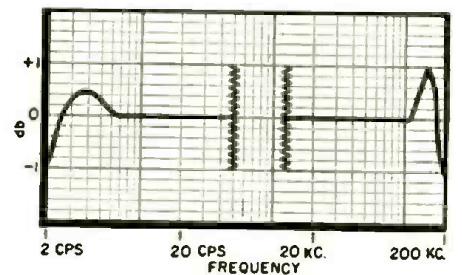 +1
db
0
-1
2 CPS 20 CPS 20 KC. 200 KC.
FREQUENCY